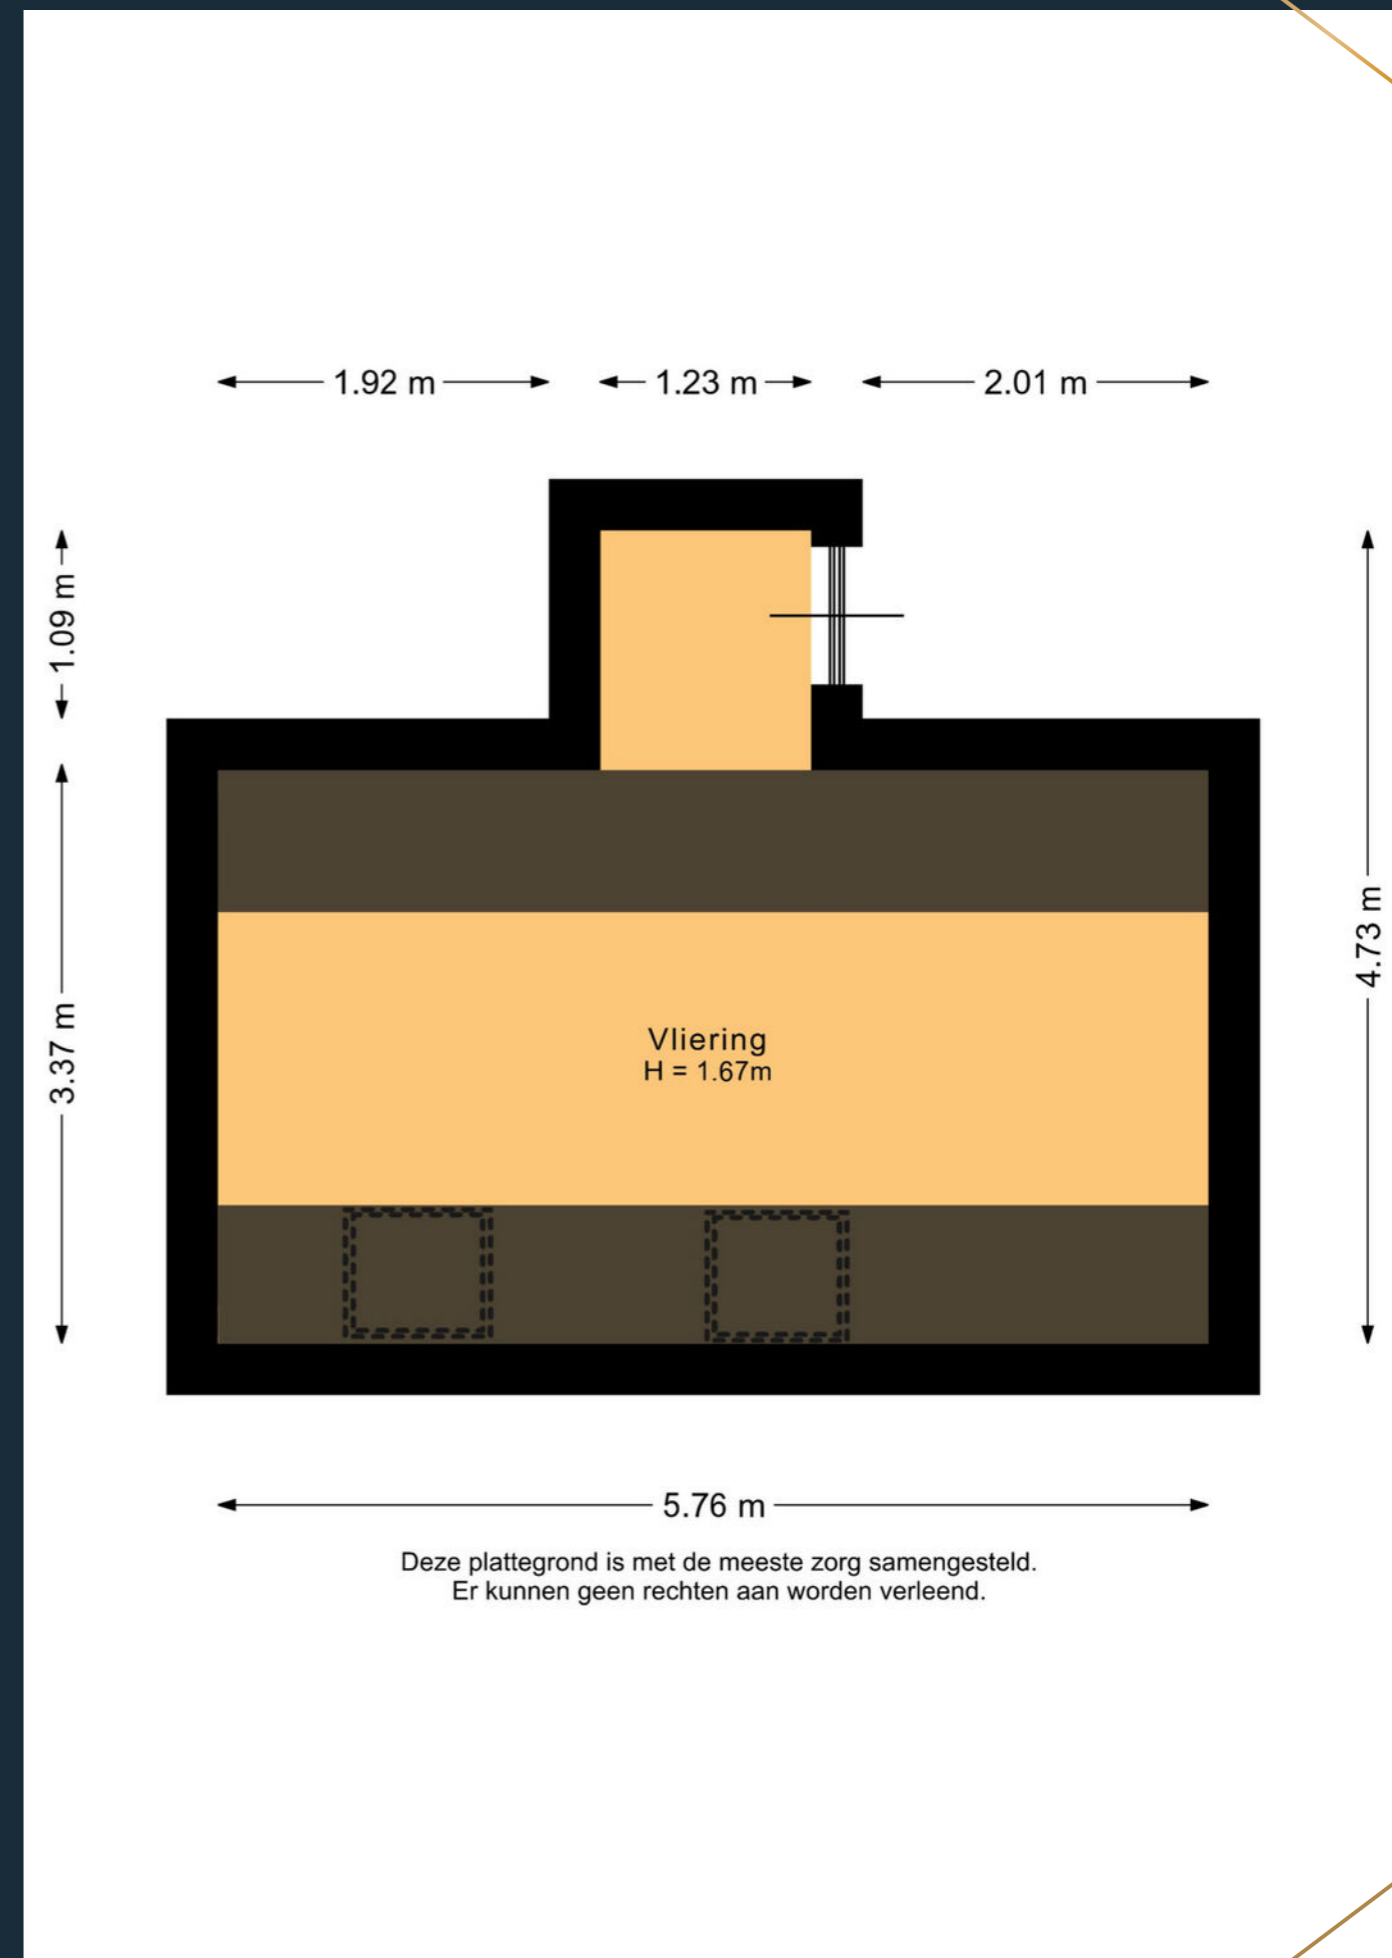 1.92 m
1.23 m
2.01 m
1.09 m
3.37 m
4.73 m
Vliering
H = 1.67m
5.76 m
Deze plattegrond is met de meeste zorg samengesteld.
Er kunnen geen rechten aan worden verleend.